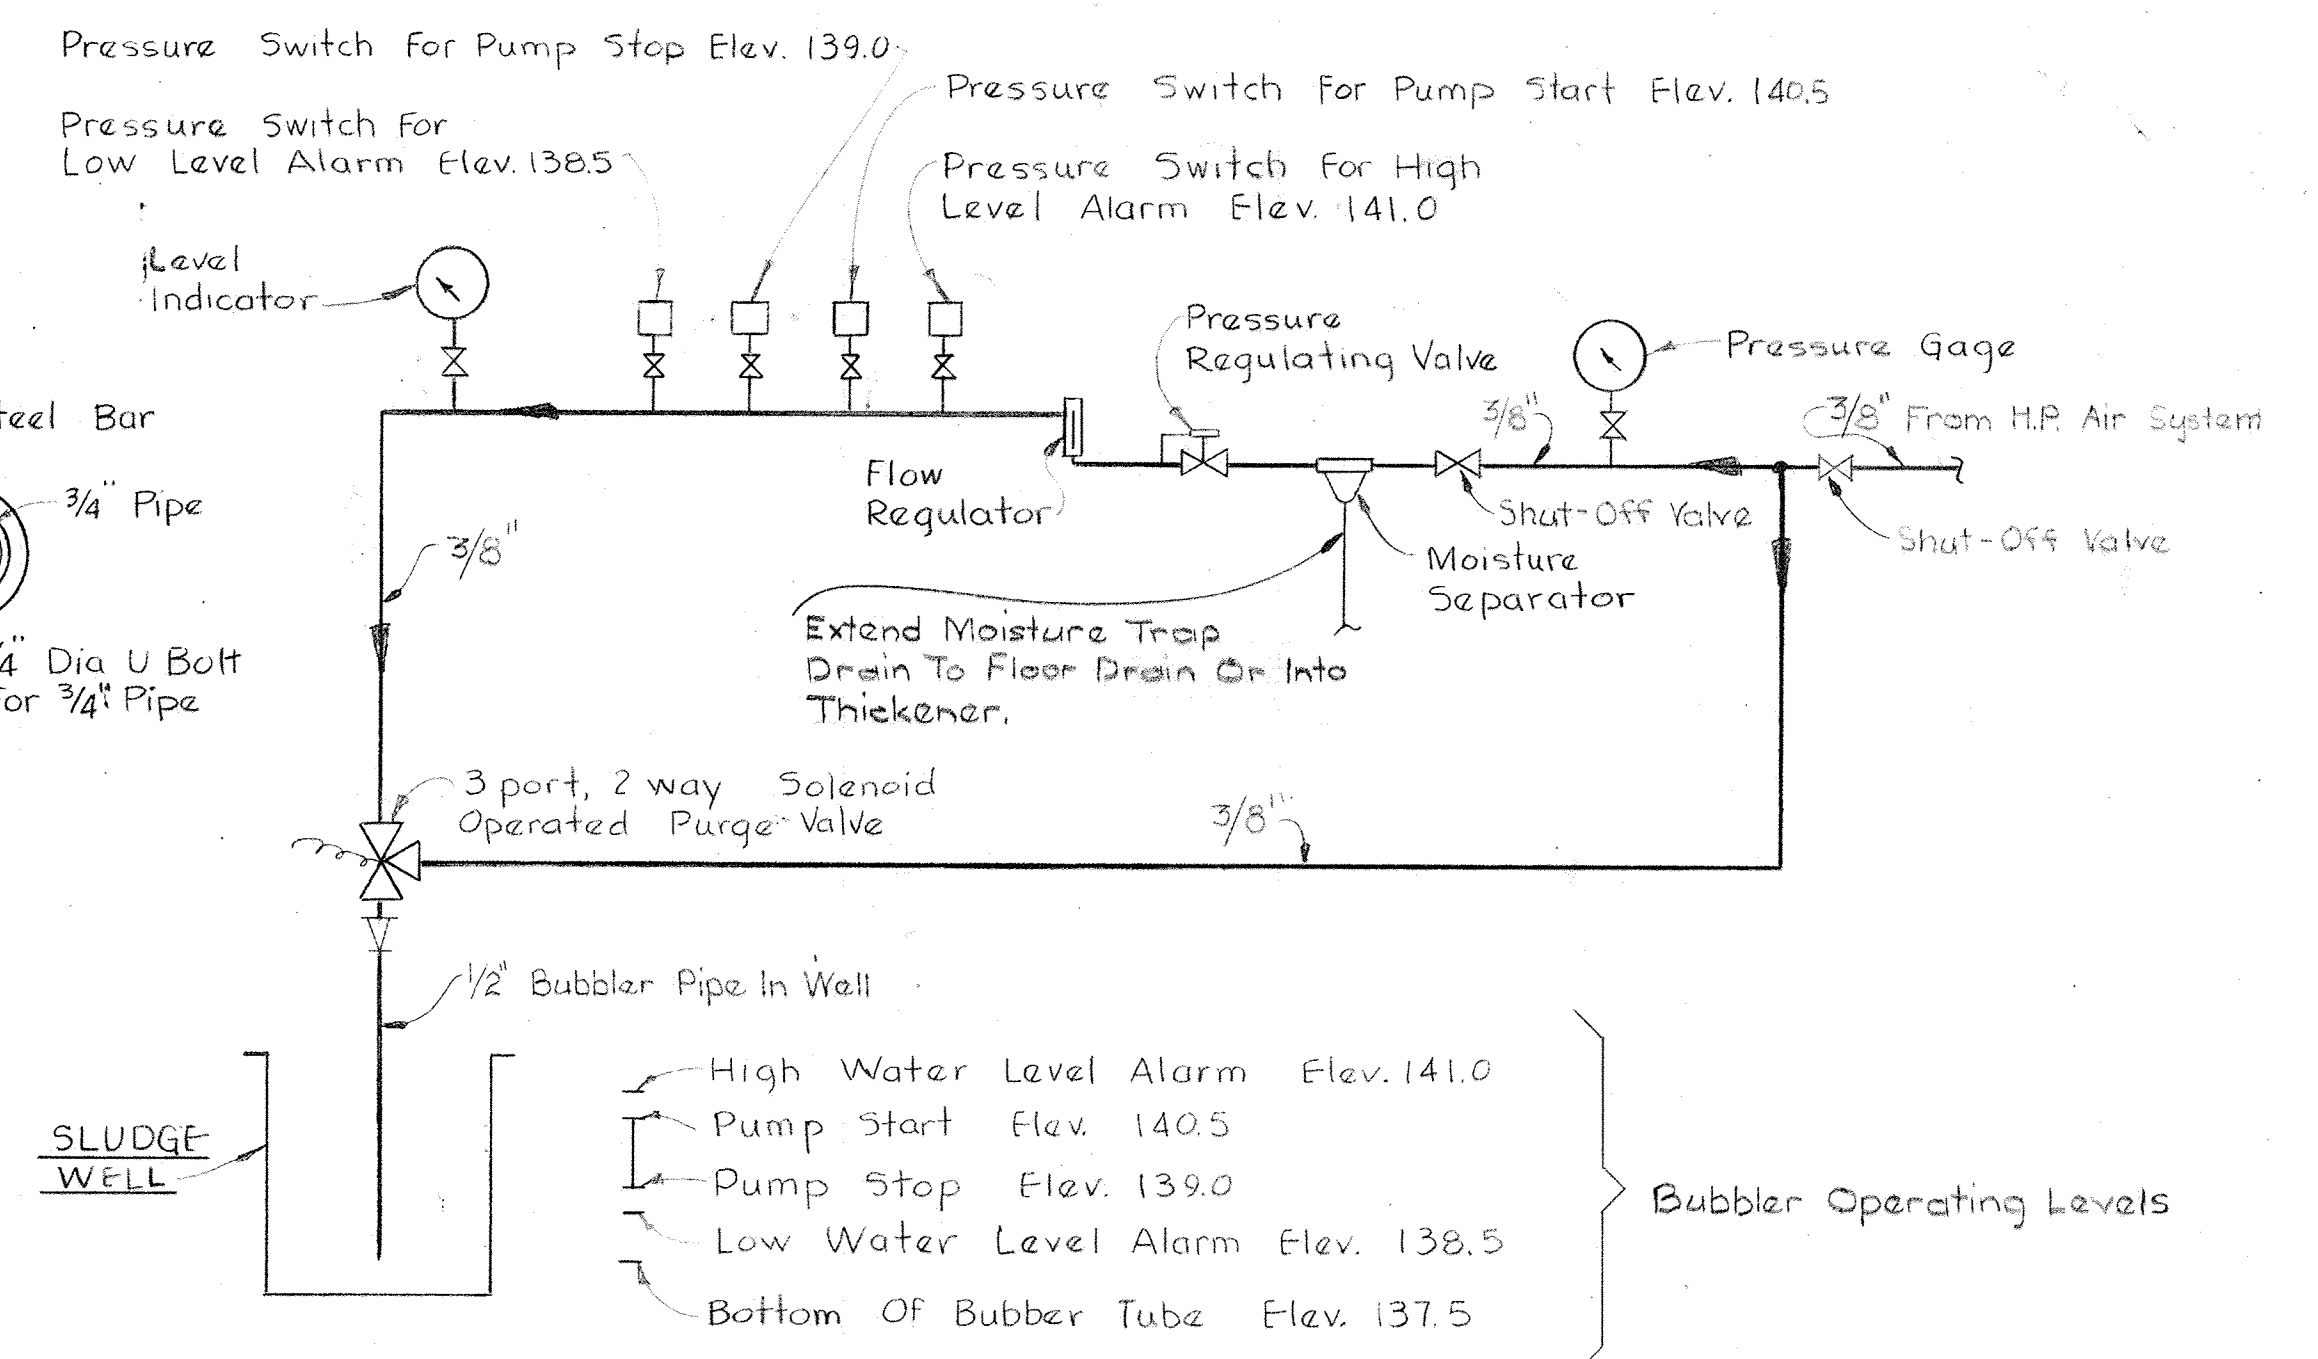 Pressure Switch For Pump Stop Elev. 139.0
Pressure Switch For Pump Start Elev. 140.5
Pressure Switch For
Low Level Alarm Elev. 138.5
Pressure Switch For High
Level Alarm Elev. 141.0
Level
Indicator
Pressure
Regulating Valve
Pressure Gage
3/8"
3/8" From H.P. Air System
Bar
3/4" Pipe
Flow
Regulator
Shut-Off Valve
Shut-Off Valve
3/8"
Moisture
Separator
Extend Moisture Trap
Drain To Floor Drain Or Into
Thickener.
Dia U Bolt
3/4" Pipe
3 port, 2 way Solenoid
Operated Purge Valve
3/8"
1/2" Bubbler Pipe In Well
High Water Level Alarm Elev. 141.0
Pump Start Elev. 140.5
SLUDGE
WELL
Pump Stop Elev. 139.0
Bubbler Operating Levels
Low Water Level Alarm Elev. 138.5
Bottom Of Bubber Tube Elev. 137.5